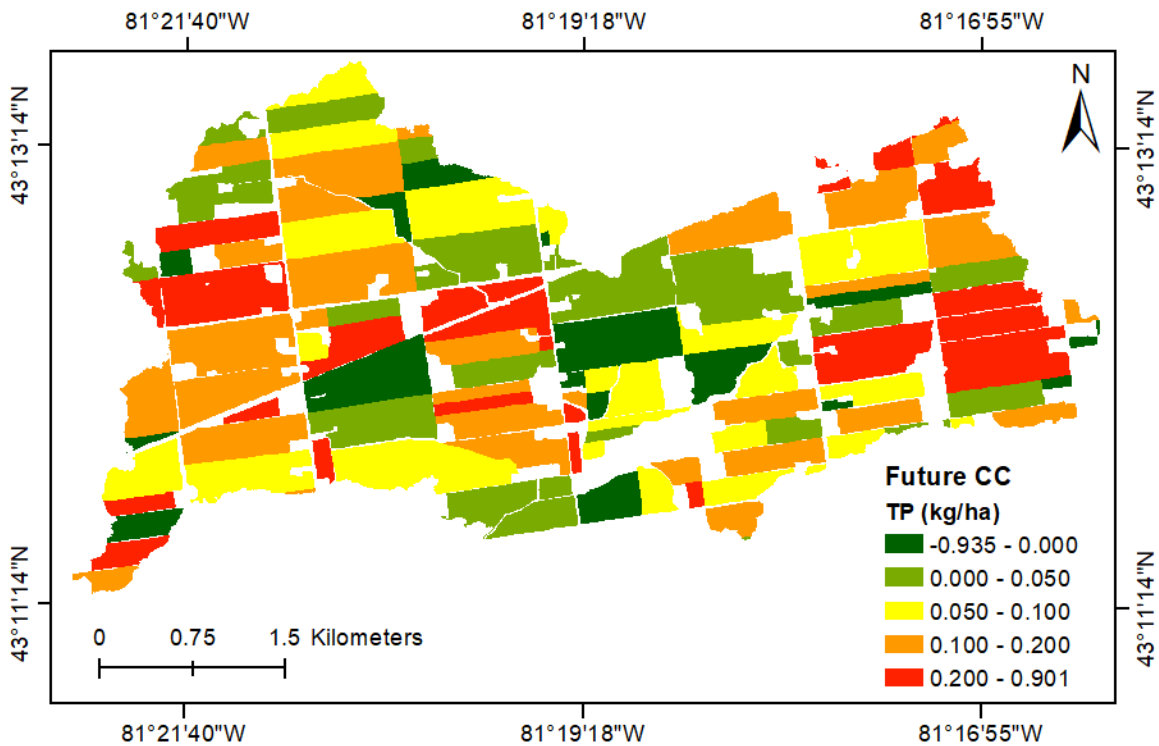 81°21'40"W 81°19'18"W 81°16'55"W
N
43°13'14"N 43°13'14"N
Future CC
TP (kg/ha)
-0.935 - 0.000
0.000 - 0.050
0.050 - 0.100
0.100 - 0.200
0.200 - 0.901
43°11'14"N 43°11'14"N
0 0.75 1.5 Kilometers
81°21'40"W 81°19'18"W 81°16'55"W